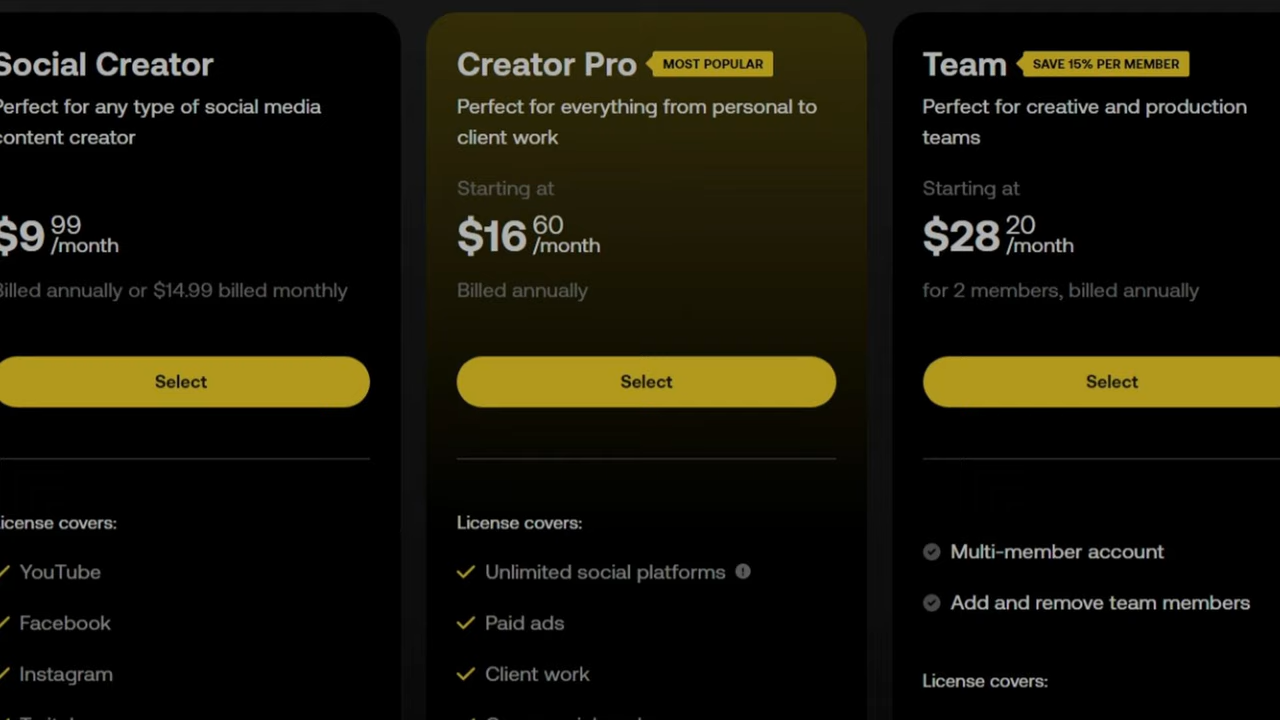 Social Creator
Perfect for any type of social media
content creator
$9 99
/month
Billed annually or $14.99 billed monthly
Select
License covers:
YouTube
Facebook
Instagram
Creator Pro
MOST POPULAR
Perfect for everything from personal to
client work
Starting at
$16 60
/month
Billed annually
Select
License covers:
Unlimited social platforms
Paid ads
Client work
Team
SAVE 15% PER MEMBER
Perfect for creative and production
teams
Starting at
$28 20
/month
for 2 members, billed annually
Select
Multi-member account
Add and remove team members
License covers: